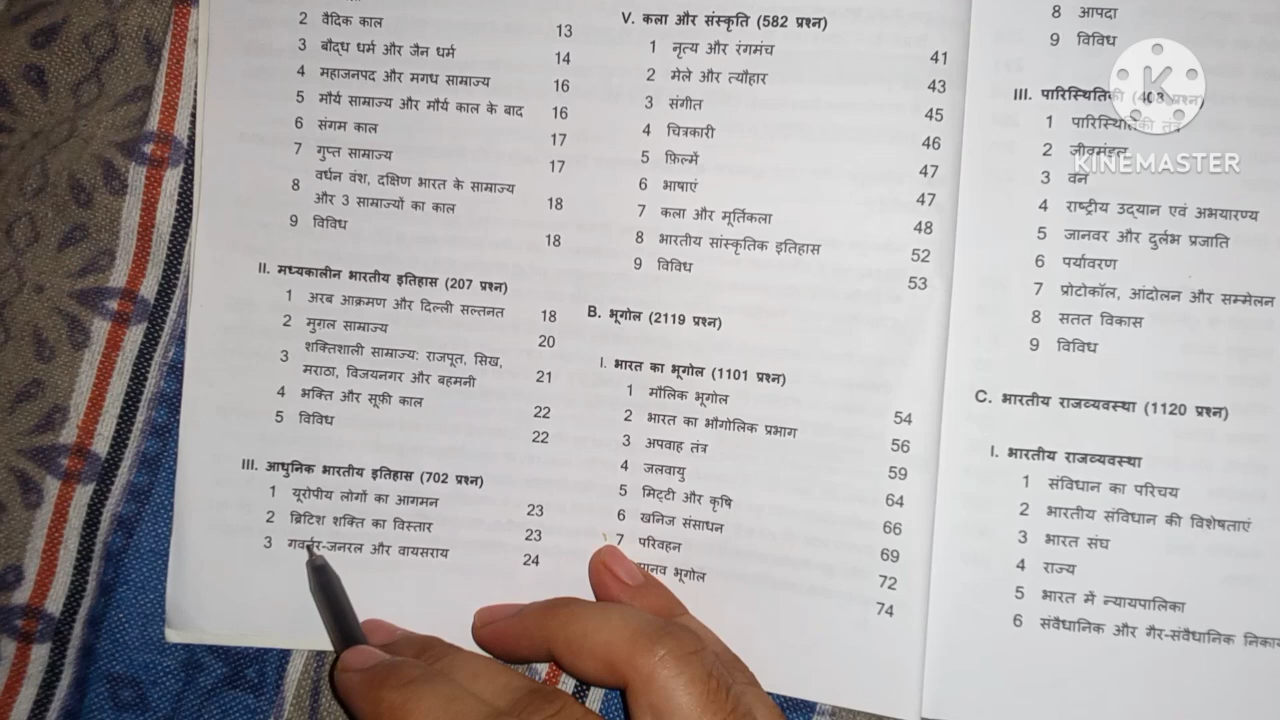 2 वैदिक काल 13
3 बौद्ध धर्म और जैन धर्म 14
4 महाजनपद और मगध साम्राज्य 16
5 मौर्य साम्राज्य और मौर्य काल के बाद 16
6 संगम काल 17
7 गुप्त साम्राज्य 17
8 वर्धन वंश, दक्षिण भारत के साम्राज्य
और 3 साम्राज्यों का काल 18
9 विविध 18
II. मध्यकालीन भारतीय इतिहास (207 प्रश्न)
1 अरब आक्रमण और दिल्ली सल्तनत 18
2 मुग़ल साम्राज्य 20
3 शक्तिशाली साम्राज्य: राजपूत, सिख,
मराठा, विजयनगर और बहमनी 21
4 भक्ति और सूफी काल 22
5 विविध 22
III. आधुनिक भारतीय इतिहास (702 प्रश्न)
1 यूरोपीय लोगों का आगमन 23
2 ब्रिटिश शक्ति का विस्तार 23
3 गवर्नर-जनरल और वायसराय 24
V. कला और संस्कृति (582 प्रश्न)
1 नृत्य और रंगमंच 41
2 मेले और त्यौहार 43
3 संगीत 45
4 चित्रकारी 46
5 फ़िल्में 47
6 भाषाएं 47
7 कला और मूर्तिकला 48
8 भारतीय सांस्कृतिक इतिहास 52
9 विविध 53
B. भूगोल (2119 प्रश्न)
I. भारत का भूगोल (1101 प्रश्न)
1 मौलिक भूगोल 54
2 भारत का भौगोलिक प्रभाग 56
3 अपवाह तंत्र 59
4 जलवायु 64
5 मिट्टी और कृषि 66
6 खनिज संसाधन 69
7 परिवहन 72
मानव भूगोल 74
8 आपदा
9 विविध
III. पारिस्थितिकी प्रश्न)
1 पारिस्थितिकी तंत्र
2 जीवमंडल
3 वन
4 राष्ट्रीय उद्यान एवं अभयारण्य
5 जानवर और दुर्लभ प्रजाति
6 पर्यावरण
7 प्रोटोकॉल, आंदोलन और सम्मेलन
8 सतत विकास
9 विविध
C. भारतीय राजव्यवस्था (1120 प्रश्न)
I. भारतीय राजव्यवस्था
1 संविधान का परिचय
2 भारतीय संविधान की विशेषताएं
3 भारत संघ
4 राज्य
5 भारत में न्यायपालिका
6 संवैधानिक और गैर-संवैधानिक
K
KINEMASTER